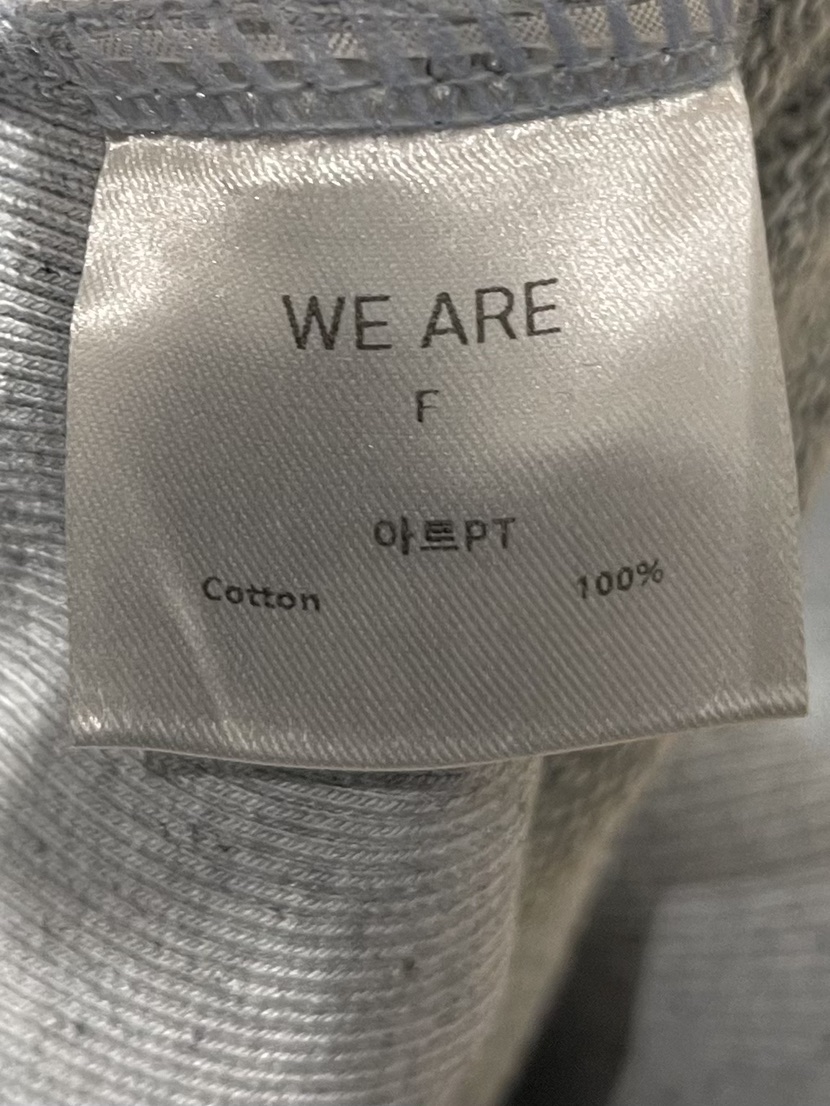 WE ARE
F
아트PT
Cotton 100%